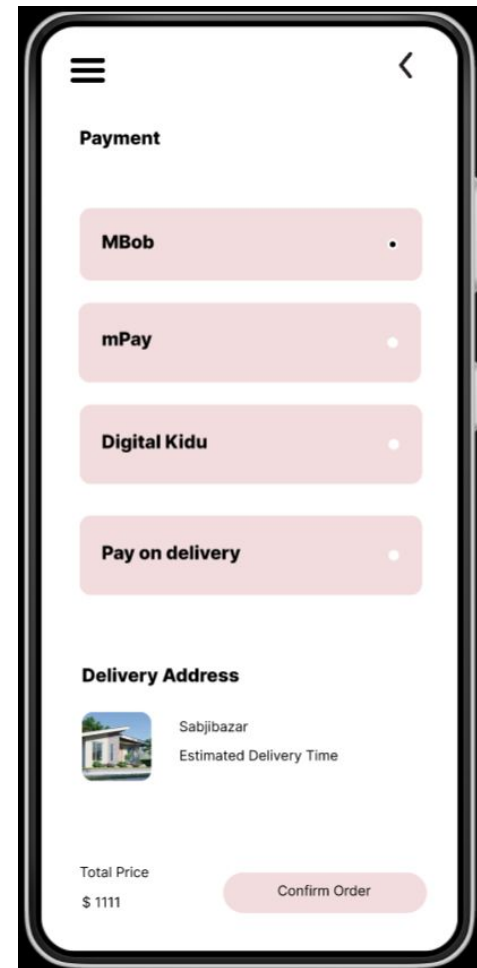 Payment
MBob
mPay
Digital Kidu
Pay on delivery
Delivery Address
Sabjibazar
Estimated Delivery Time
Total Price
$ 1111
Confirm Order